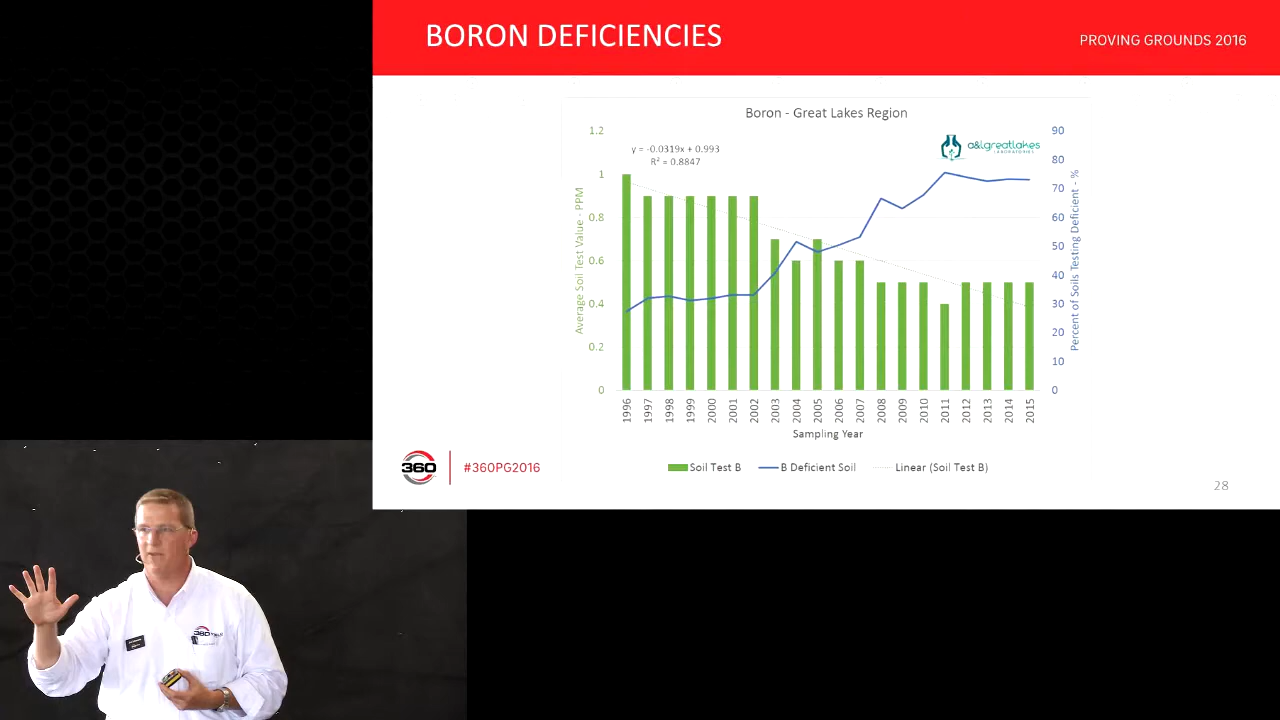 BORON DEFICIENCIES
PROVING GROUNDS 2016
Boron - Great Lakes Region
y = -0.0319x + 0.993
R² = 0.8847
a&lgreatlakes
LABORATORIES
Average Soil Test Value - PPM
1.2
1
0.8
0.6
0.4
0.2
0
90
80
70
60
50
40
30
20
10
0
Percent of Soils Testing Deficient - %
1996
1997
1998
1999
2000
2001
2002
2003
2004
2005
2006
2007
2008
2009
2010
2011
2012
2013
2014
2015
Sampling Year
Soil Test B
B Deficient Soil
Linear (Soil Test B)
360
#360PG2016
28
360